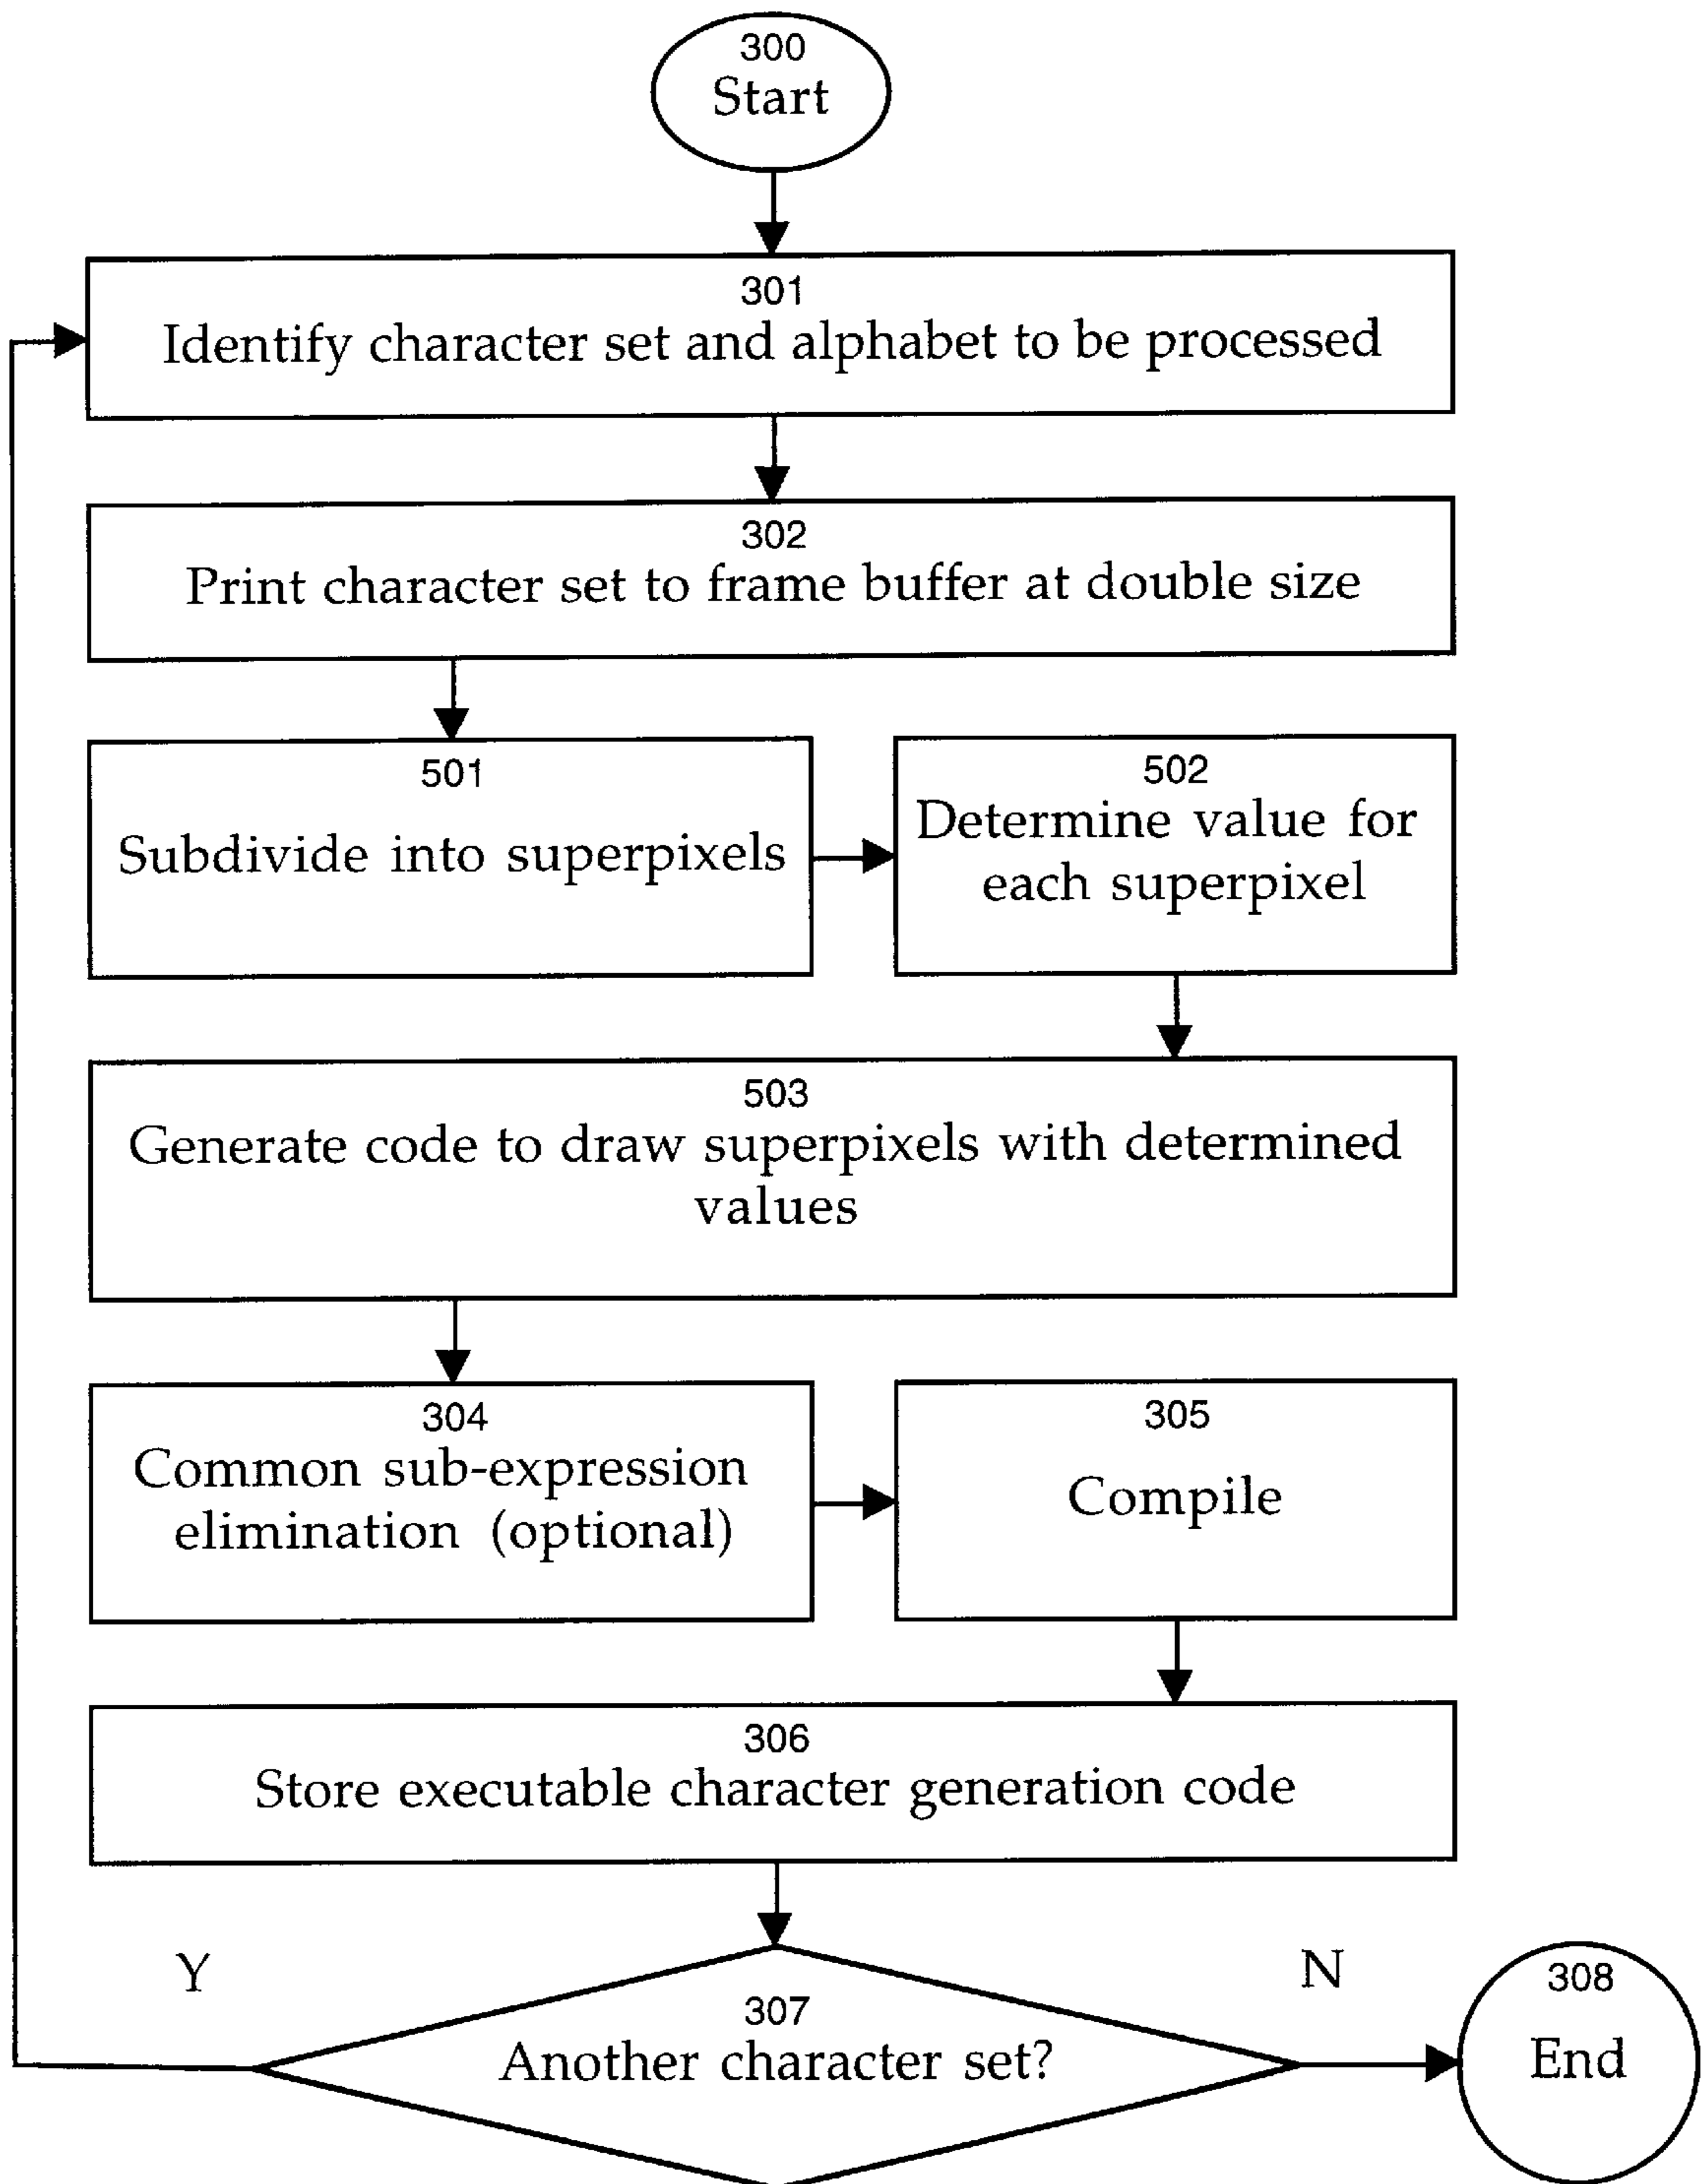 300
Start
301
Identify character set and alphabet to be processed
302
Print character set to frame buffer at double size
501
Subdivide into superpixels
502
Determine value for
each superpixel
503
Generate code to draw superpixels with determined
values
304
Common sub-expression
elimination (optional)
305
Compile
306
Store executable character generation code
Y
N
307
Another character set?
308
End